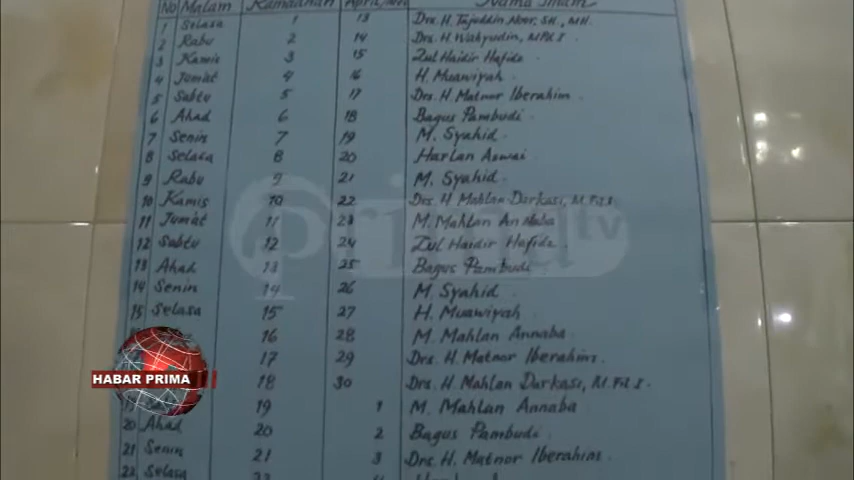 No Malam Ramadhan April/Mei Nama Imam
1 Selasa 1 13 Drs. H. Tajuddin Noor, SH., MH.
2 Rabu 2 14 Drs. H. Wahyudin, M.Pd.I
3 Kamis 3 15 Zul Haidir Hafidz
4 Jum'at 4 16 H. Muawiyah
5 Sabtu 5 17 Drs. H. Matnor Iberahim
6 Ahad 6 18 Bagus Pambudi
7 Senin 7 19 M. Syahid
8 Selasa 8 20 Harlan Aswai
9 Rabu 9 21 M. Syahid
10 Kamis 10 22 Drs. H. Mahlan Darkasi, M.Fil.I
11 Jum'at 11 23 M. Mahlan Annaba
12 Sabtu 12 24 Zul Haidir Hafidz
13 Ahad 13 25 Bagus Pambudi
14 Senin 14 26 M. Syahid
15 Selasa 15 27 H. Muawiyah
16 28 M. Mahlan Annaba
17 29 Drs. H. Matnor Iberahim.
18 30 Drs. H. Mahlan Darkasi, M.Fil.I.
19 1 M. Mahlan Annaba
20 Ahad 20 2 Bagus Pambudi
21 Senin 21 3 Drs. H. Matnor Iberahim.
22 Selasa 22
prima tv
HABAR PRIMA